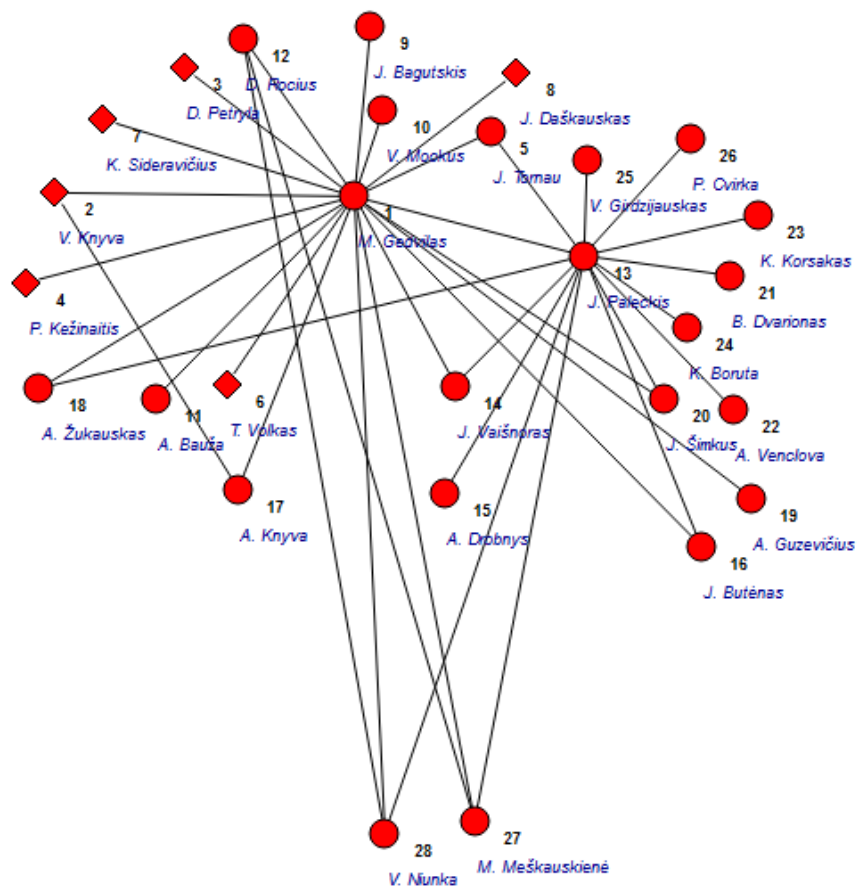 9
J. Bagutskis
12
D. Rocius
3
D. Petryla
8
J. Daškauskas
7
K. Sideravičius
10
V. Mockus
5
J. Tornau
26
P. Cvirka
25
V. Girdzijauskas
2
V. Knyva
1
M. Gedvilas
23
K. Korsakas
13
J. Paleckis
21
B. Dvarionas
4
P. Kežinaitis
24
K. Boruta
18
A. Žukauskas
11
A. Bauža
6
T. Volkas
14
J. Vaišnoras
20
J. Šimkus
22
A. Venclova
17
A. Knyva
15
A. Drobnys
19
A. Guzevičius
16
J. Butėnas
28
V. Niunka
27
M. Meškauskienė